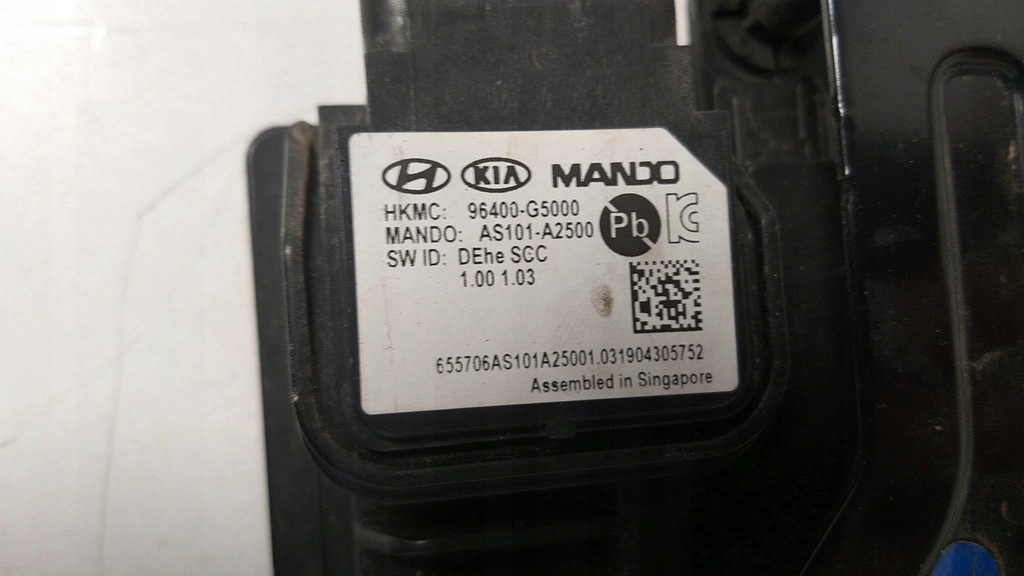 KIA MANDO
HKMC: 96400-G5000
MANDO: AS101-A2500
Pb
SW ID: DEhe SCC
1.00 1.03
655706AS101A25001.031904305752
Assembled in Singapore